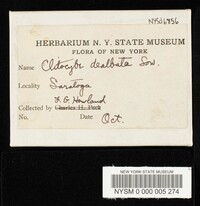 NYSf6856
HERBARIUM N. Y. STATE MUSEUM
FLORA OF NEW YORK
Name Clitocybe dealbata Sow.
Locality Saratoga
Collected by Charles H. Peck
Howland
No. Date Oct.
NEW YORK STATE MUSEUM
NYSM 0 000 005 274